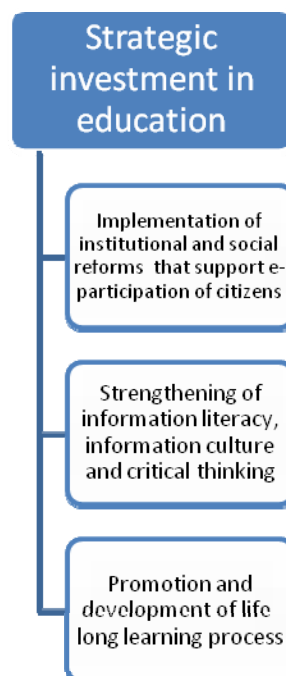 Strategic
investment in
education
Implementation of
institutional and social
reforms that support e-
participation of citizens
Strengthening of
information literacy,
information culture
and critical thinking
Promotion and
development of life
long learning process